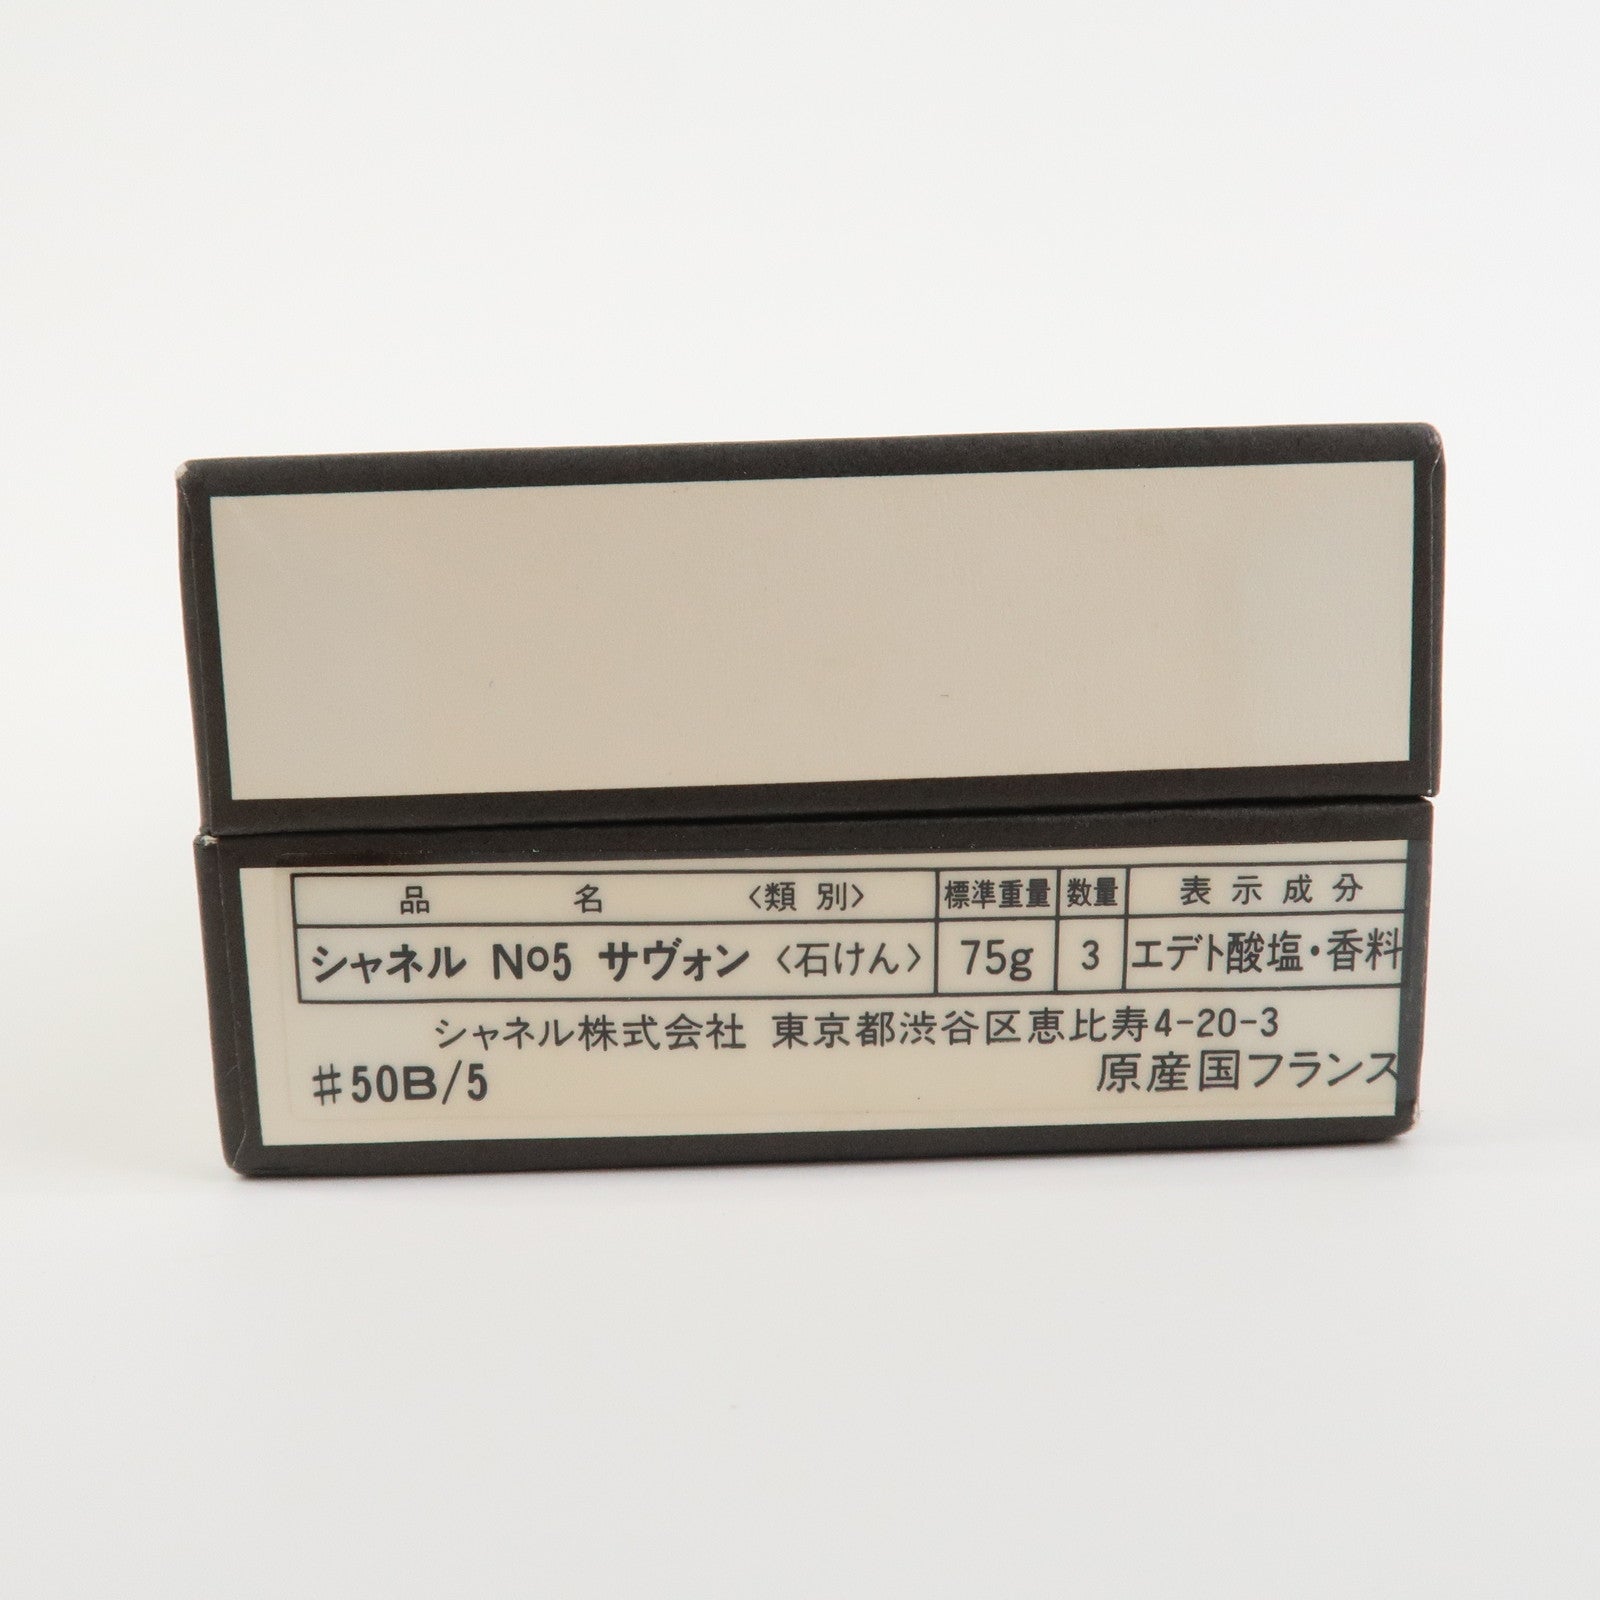 品 名 〈類 別〉 標準重量 数量 表示成分
シャネル No5 サヴォン 〈石けん〉 75g 3 エデト酸塩・香料
シャネル株式会社 東京都渋谷区恵比寿4-20-3
♯50B/5 原産国フランス